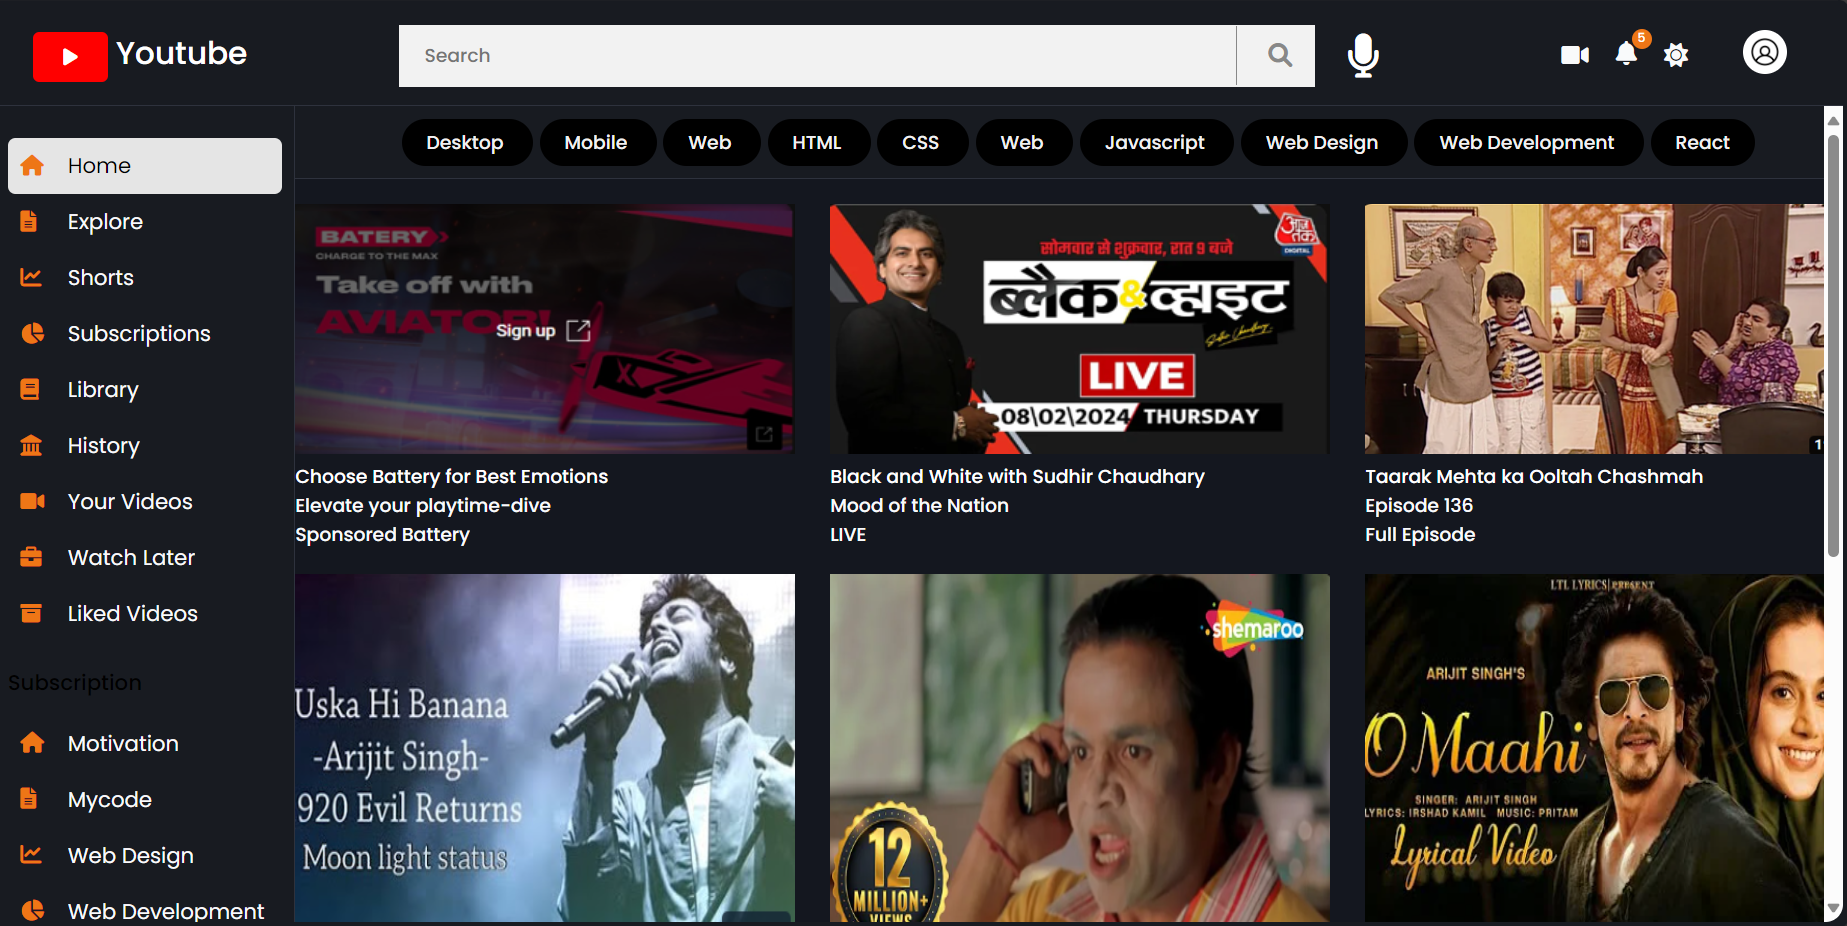 Youtube
Search
5
Desktop
Mobile
Web
HTML
CSS
Web
Javascript
Web Design
Web Development
React
Home
Explore
Shorts
Subscriptions
Library
History
Your Videos
Watch Later
Liked Videos
Subscription
Motivation
Mycode
Web Design
Web Development
BATERY
CHARGE TO THE MAX
Take off with
AVIATOR!
Sign up
X
Choose Battery for Best Emotions
Elevate your playtime-dive
Sponsored Battery
आज तक
DIGITAL
सोमवार से शुक्रवार, रात 9 बजे
ब्लैक&व्हाइट
LIVE
08\02\2024 THURSDAY
Black and White with Sudhir Chaudhary
Mood of the Nation
LIVE
1
Taarak Mehta ka Ooltah Chashmah
Episode 136
Full Episode
Uska Hi Banana
-Arijit Singh-
920 Evil Returns
Moon light status
shemaroo
12
MILLION+
VIEWS
LTL LYRICS|PRESENT
ARIJIT SINGH'S
O Maahi
SINGER: ARIJIT SINGH
LYRICS: IRSHAD KAMIL MUSIC: PRITAM
Lyrical Video